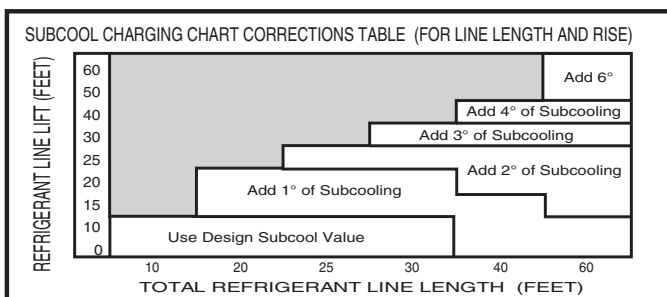 SUBCOOL CHARGING CHART CORRECTIONS TABLE (FOR LINE LENGTH AND RISE)
REFRIGERANT LINE LIFT (FEET)
60
50
40
30
25
20
15
10
0
Add 6°
Add 4° of Subcooling
Add 3° of Subcooling
Add 2° of Subcooling
Add 1° of Subcooling
Use Design Subcool Value
10 20 25 30 40 60
TOTAL REFRIGERANT LINE LENGTH (FEET)